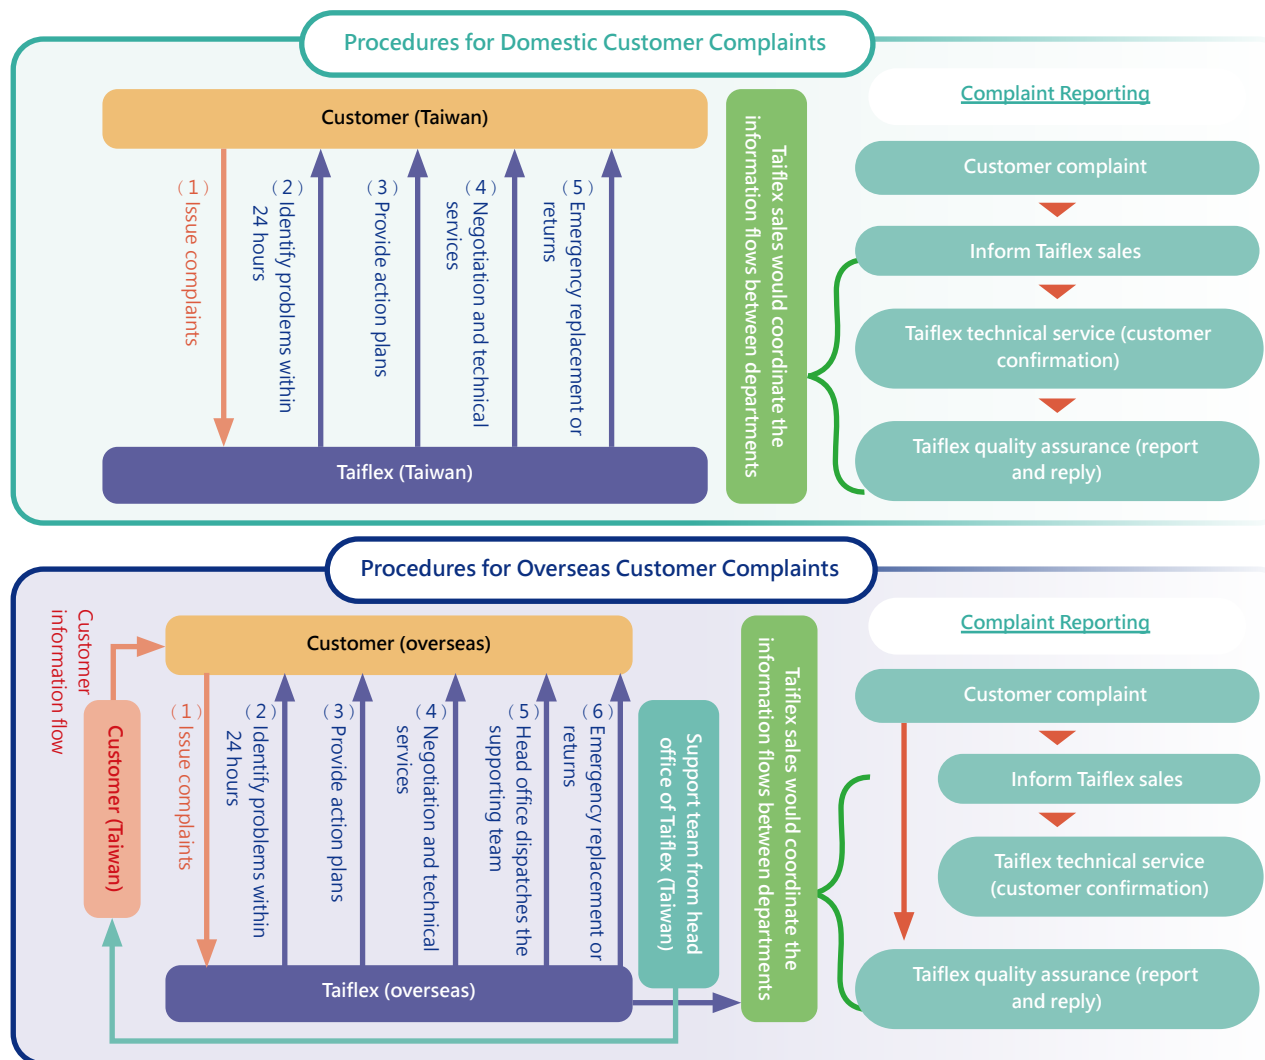 Procedures for Domestic Customer Complaints
Customer (Taiwan)
(1) Issue complaints
(2) Identify problems within
24 hours
(3) Provide action plans
(4) Negotiation and technical
services
(5) Emergency replacement or
returns
Taiflex (Taiwan)
Taiflex sales would coordinate the
information flows between departments
Complaint Reporting
Customer complaint
Inform Taiflex sales
Taiflex technical service (customer
confirmation)
Taiflex quality assurance (report
and reply)
Procedures for Overseas Customer Complaints
Customer
information flow
Customer (Taiwan)
Customer (overseas)
(1) Issue complaints
(2) Identify problems within
24 hours
(3) Provide action plans
(4) Negotiation and technical
services
(5) Head office dispatches the
supporting team
(6) Emergency replacement or
returns
Taiflex (overseas)
Support team from head
office of Taiflex (Taiwan)
Taiflex sales would coordinate the
information flows between departments
Complaint Reporting
Customer complaint
Inform Taiflex sales
Taiflex technical service
(customer confirmation)
Taiflex quality assurance (report
and reply)